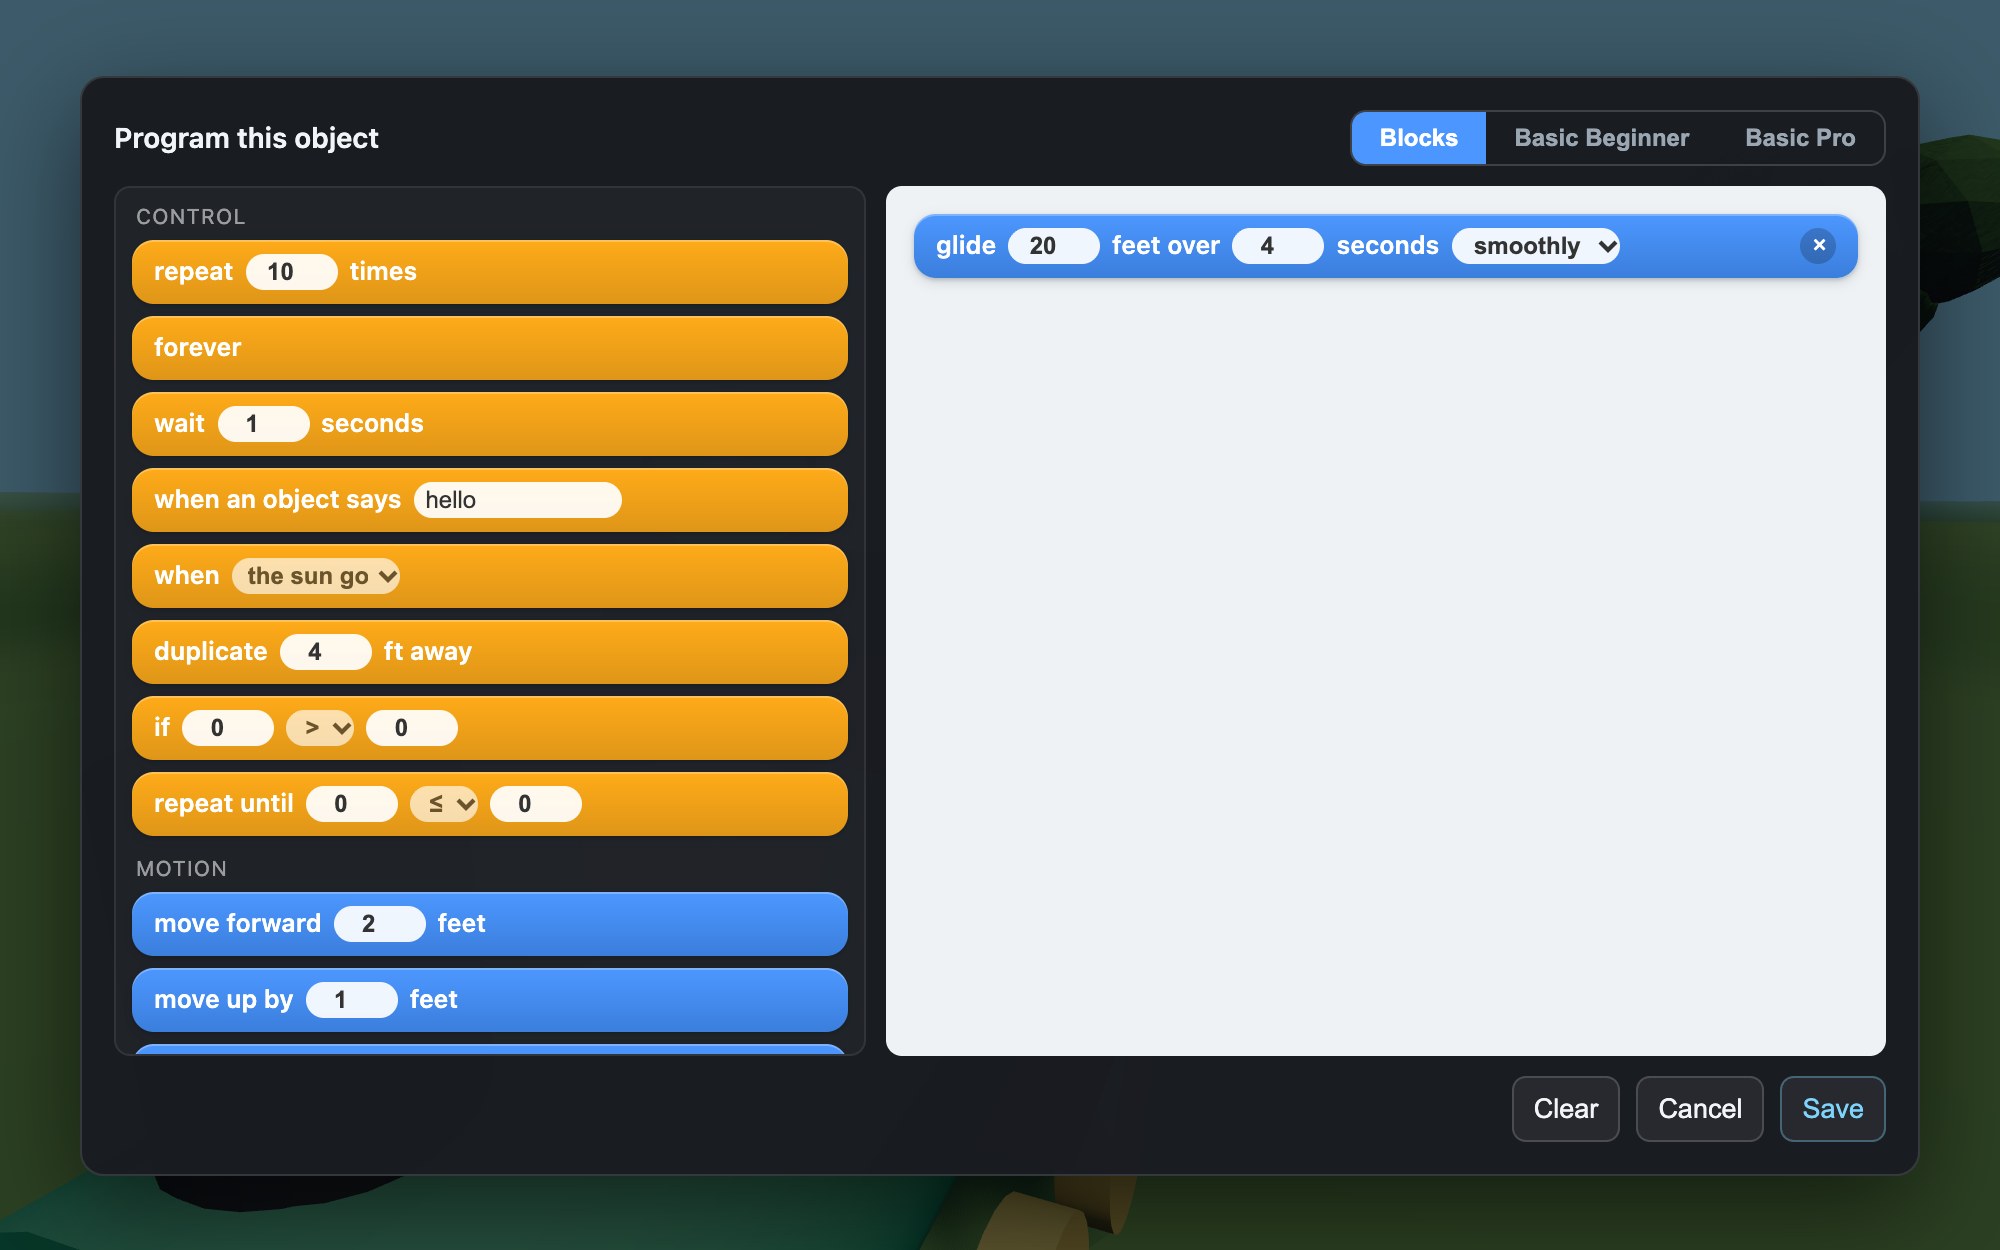 Program this object
Blocks Basic Beginner Basic Pro
CONTROL
repeat 10 times
forever
wait 1 seconds
when an object says hello
when the sun go
duplicate 4 ft away
if 0 > 0
repeat until 0 ≤ 0
MOTION
move forward 2 feet
move up by 1 feet
glide 20 feet over 4 seconds smoothly ×
Clear Cancel Save